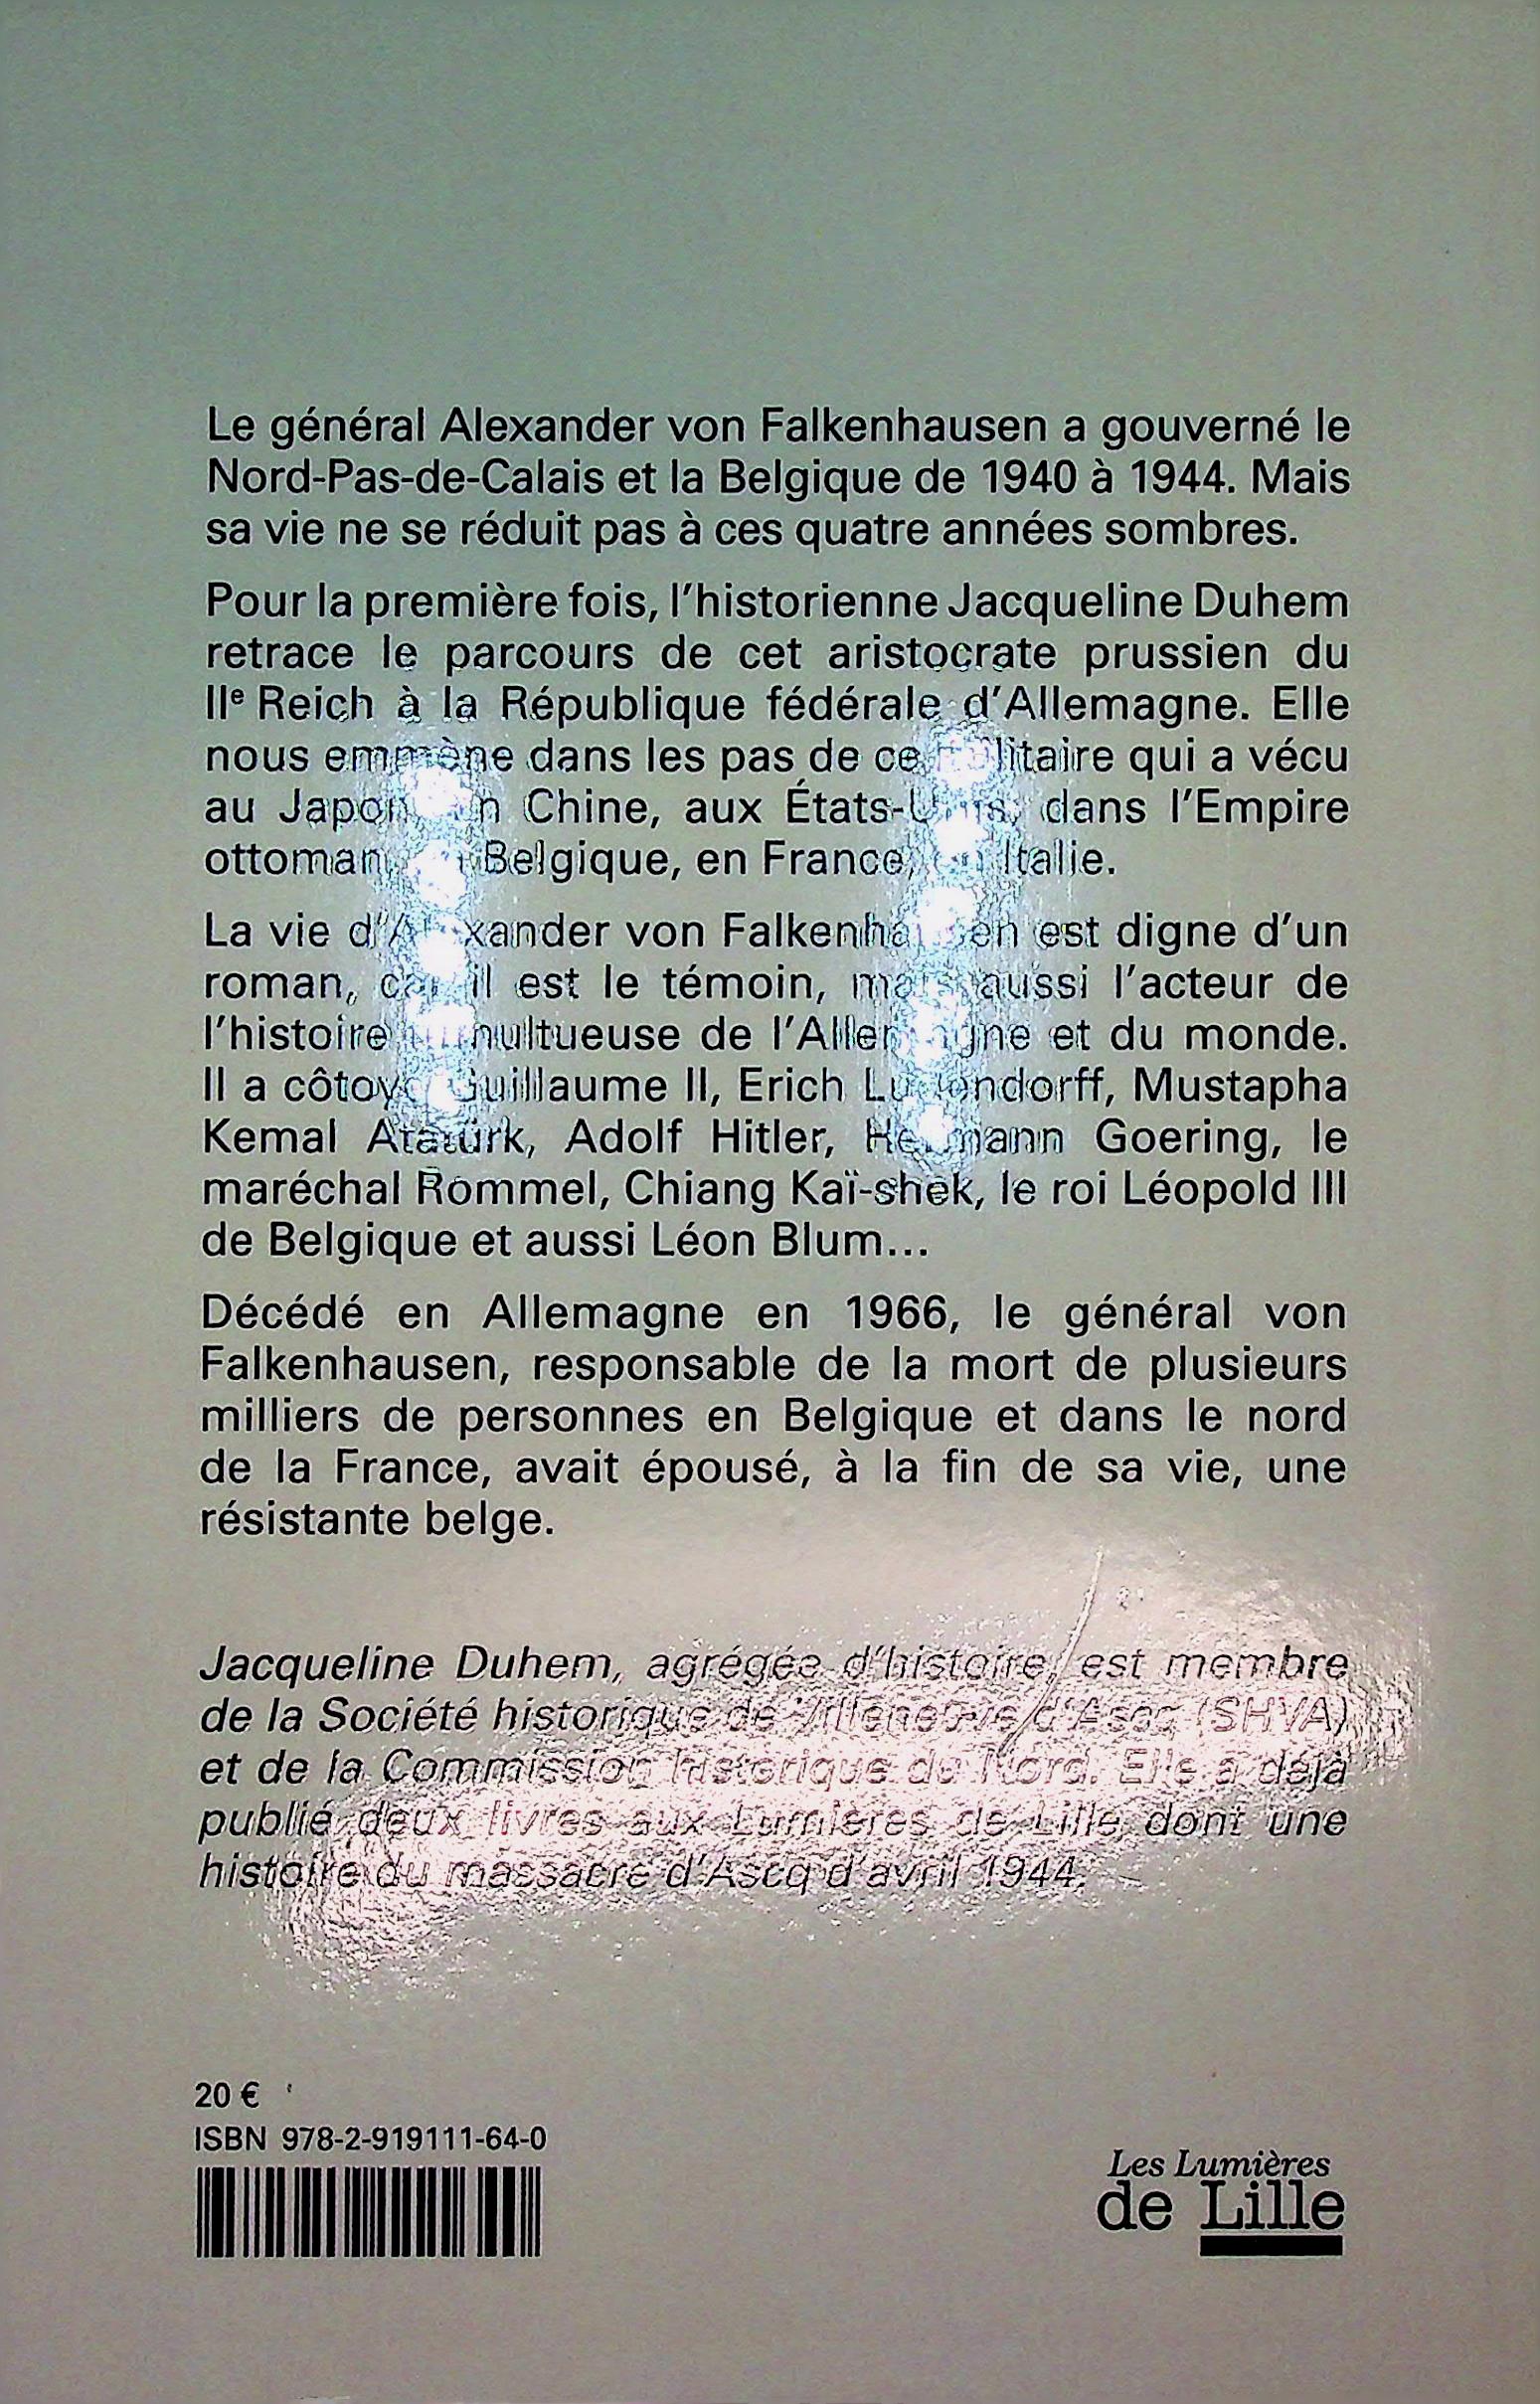 Le général Alexander von Falkenhausen a gouverné le
Nord-Pas-de-Calais et la Belgique de 1940 à 1944. Mais
sa vie ne se réduit pas à ces quatre années sombres.
Pour la première fois, l'historienne Jacqueline Duhem
retrace le parcours de cet aristocrate prussien du
IIe Reich à la République fédérale d'Allemagne. Elle
nous emmène dans les pas de ce militaire qui a vécu
au Japon, en Chine, aux États-Unis, dans l'Empire
ottoman, en Belgique, en France, en Italie.
La vie d'Alexander von Falkenhausen est digne d'un
roman, car il est le témoin, mais aussi l'acteur de
l'histoire tumultueuse de l'Allemagne et du monde.
Il a côtoyé Guillaume II, Erich Ludendorff, Mustapha
Kemal Atatürk, Adolf Hitler, Hermann Goering, le
maréchal Rommel, Chiang Kaï-shek, le roi Léopold III
de Belgique et aussi Léon Blum...
Décédé en Allemagne en 1966, le général von
Falkenhausen, responsable de la mort de plusieurs
milliers de personnes en Belgique et dans le nord
de la France, avait épousé, à la fin de sa vie, une
résistante belge.
Jacqueline Duhem, agrégée d'histoire, est membre
de la Société historique de Villeneuve d'Ascq (SHVA)
et de la Commission historique du Nord. Elle a déjà
publié deux livres aux Lumières de Lille dont une
histoire du massacre d'Ascq d'avril 1944.
20 €
ISBN 978-2-919111-64-0
Les Lumières
de Lille